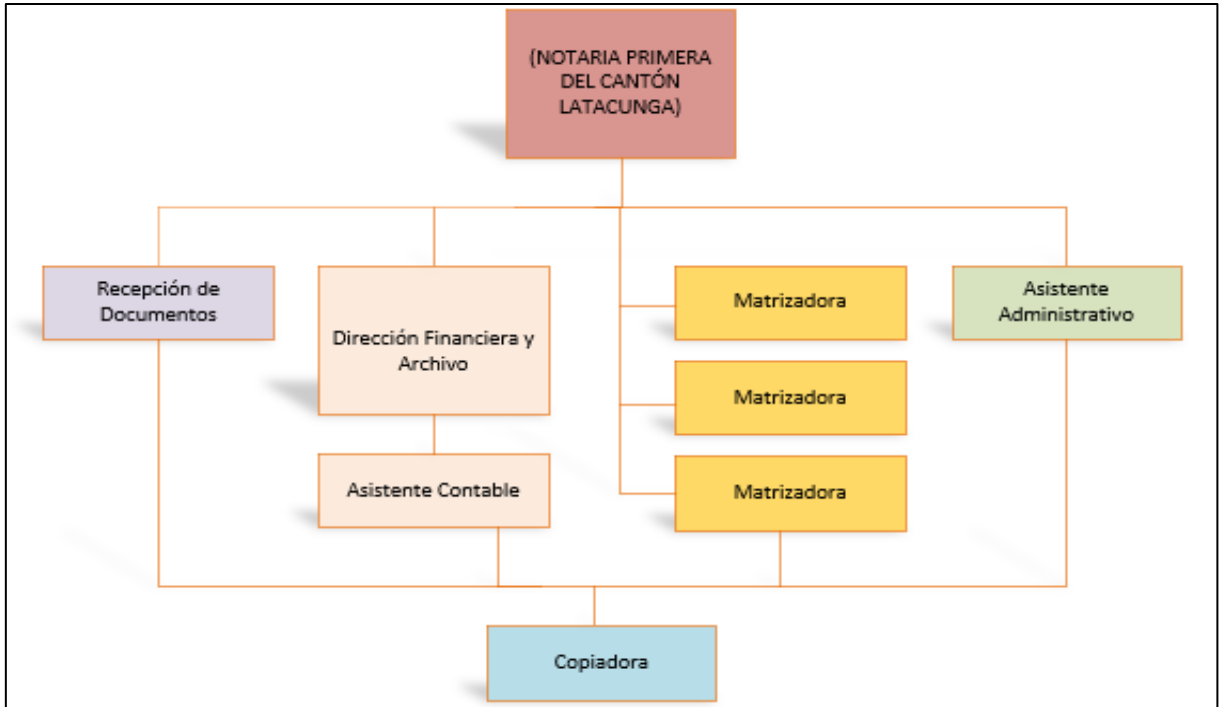 (NOTARIA PRIMERA
DEL CANTÓN
LATACUNGA)
Recepción de
Documentos
Dirección Financiera y
Archivo
Asistente Contable
Matrizadora
Matrizadora
Matrizadora
Asistente
Administrativo
Copiadora